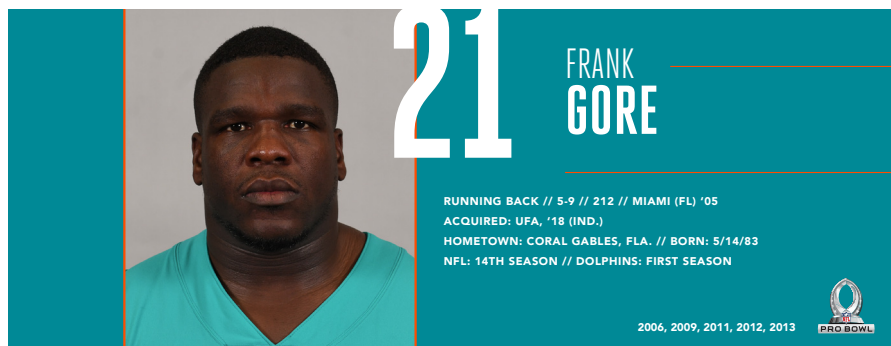 21
FRANK
GORE
RUNNING BACK // 5-9 // 212 // MIAMI (FL) ‘05
ACQUIRED: UFA, ‘18 (IND.)
HOMETOWN: CORAL GABLES, FLA. // BORN: 5/14/83
NFL: 14TH SEASON // DOLPHINS: FIRST SEASON
2006, 2009, 2011, 2012, 2013
NFL
PRO BOWL